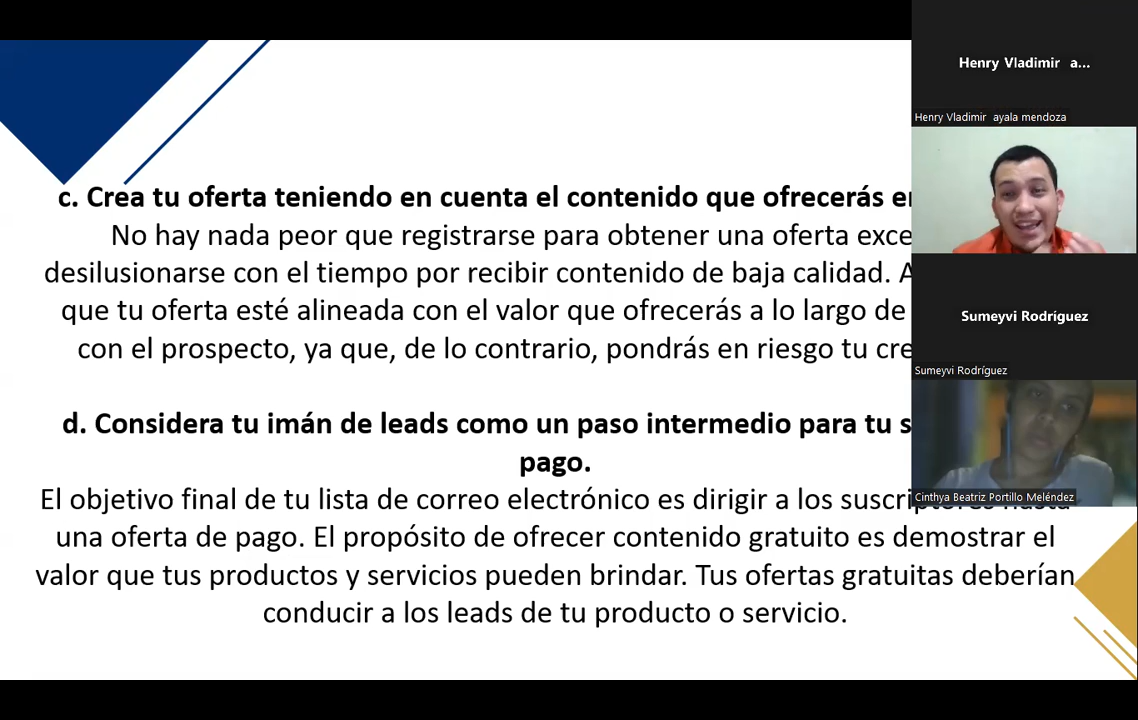 c. Crea tu oferta teniendo en cuenta el contenido que ofrecerás
No hay nada peor que registrarse para obtener una oferta
desilusionarse con el tiempo por recibir contenido de baja calidad.
que tu oferta esté alineada con el valor que ofrecerás a lo largo de
con el prospecto, ya que, de lo contrario, pondrás en riesgo tu
d. Considera tu imán de leads como un paso intermedio para tu
pago.
El objetivo final de tu lista de correo electrónico es dirigir a los suscriptores hasta
una oferta de pago. El propósito de ofrecer contenido gratuito es demostrar el
valor que tus productos y servicios pueden brindar. Tus ofertas gratuitas deberían
conducir a los leads de tu producto o servicio.
Henry Vladimir a...
Henry Vladimir ayala mendoza
Sumeyvi Rodríguez
Sumeyvi Rodríguez
Cinthya Beatriz Portillo Meléndez